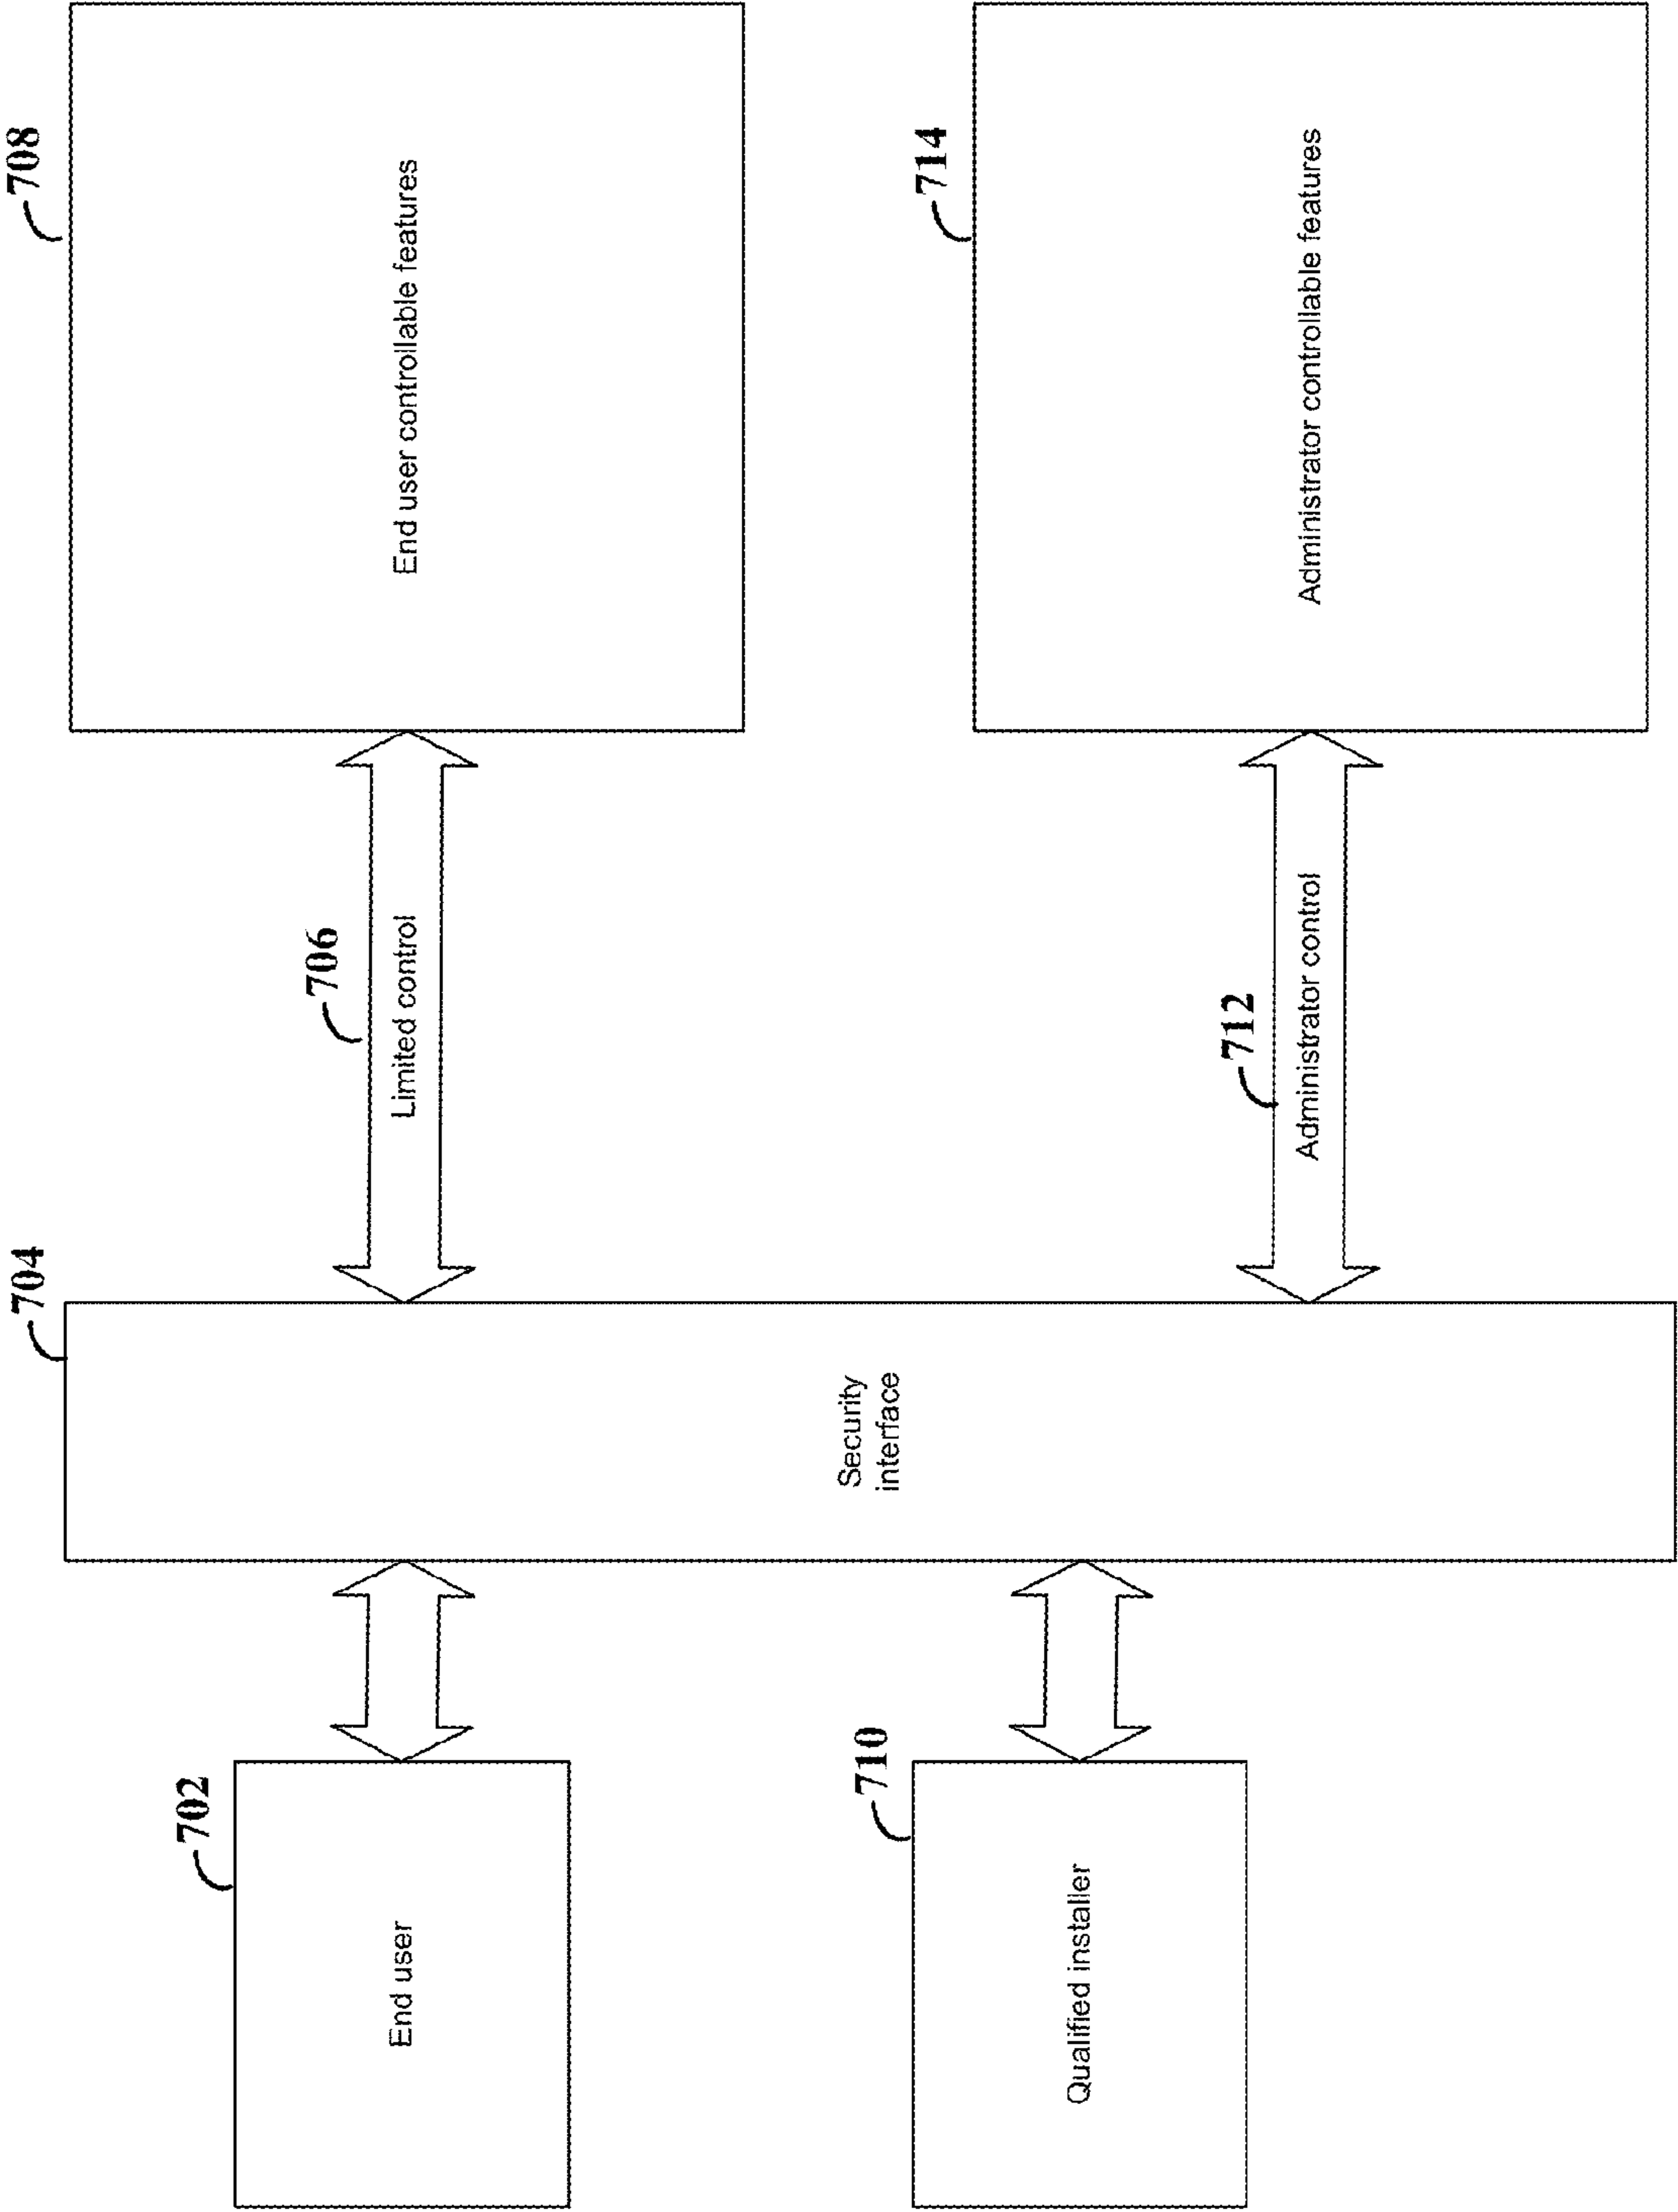 702
End user
704
Security
interface
706
Limited control
708
End user controllable features
710
Qualified installer
712
Administrator control
714
Administrator controllable features